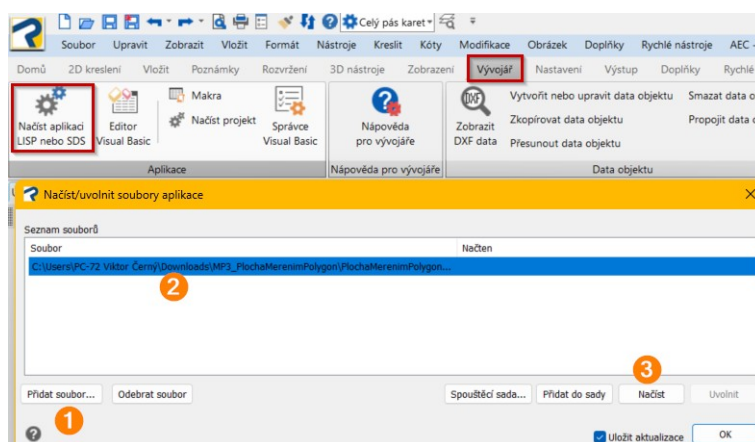 Celý pás karet
Soubor Upravit Zobrazit Vložit Formát Nástroje Kreslit Kóty Modifikace Obrázek Doplňky Rychlé nástroje AEC -
Domů 2D kreslení Vložit Poznámky Rozvržení 3D nástroje Zobrazení Vývojář Nastavení Výstup Doplňky Rychlé
Načíst aplikaci
LISP nebo SDS
Editor
Visual Basic
Makra
Načíst projekt
Správce
Visual Basic
Aplikace
Nápověda
pro vývojáře
Nápověda pro vývojáře
DXF
Zobrazit
DXF data
Vytvořit nebo upravit data objektu Smazat data o
Zkopírovat data objektu Propojit data o
Přesunout data objektu
Data objektu
Načíst/uvolnit soubory aplikace
Seznam souborů
Soubor Načten
C:\Users\PC-72 Viktor Černý\Downloads\MP3_PlochaMerenimPolygon\PlochaMerenimPolygon...
2
3
Přidat soubor... Odebrat soubor Spouštěcí sada... Přidat do sady Načíst Uvolnit
1
Uložit aktualizace OK